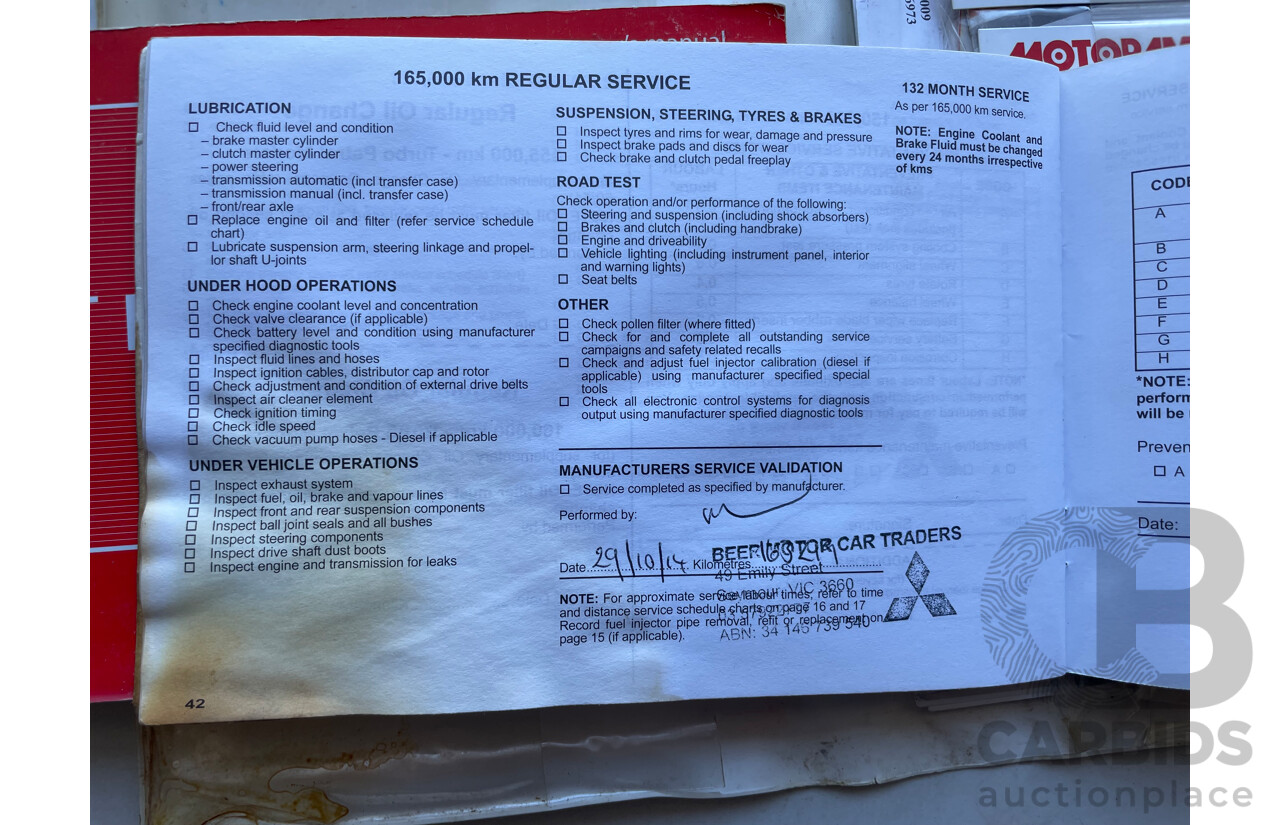 165,000 km REGULAR SERVICE
LUBRICATION
Check fluid level and condition
– brake master cylinder
– clutch master cylinder
– power steering
– transmission automatic (incl transfer case)
– transmission manual (incl. transfer case)
– front/rear axle
Replace engine oil and filter (refer service schedule
chart)
Lubricate suspension arm, steering linkage and propel-
lor shaft U-joints
UNDER HOOD OPERATIONS
Check engine coolant level and concentration
Check valve clearance (if applicable)
Check battery level and condition using manufacturer
specified diagnostic tools
Inspect fluid lines and hoses
Inspect ignition cables, distributor cap and rotor
Check adjustment and condition of external drive belts
Inspect air cleaner element
Check ignition timing
Check idle speed
Check vacuum pump hoses - Diesel if applicable
UNDER VEHICLE OPERATIONS
Inspect exhaust system
Inspect fuel, oil, brake and vapour lines
Inspect front and rear suspension components
Inspect ball joint seals and all bushes
Inspect steering components
Inspect drive shaft dust boots
Inspect engine and transmission for leaks
42
SUSPENSION, STEERING, TYRES & BRAKES
Inspect tyres and rims for wear, damage and pressure
Inspect brake pads and discs for wear
Check brake and clutch pedal freeplay
ROAD TEST
Check operation and/or performance of the following:
Steering and suspension (including shock absorbers)
Brakes and clutch (including handbrake)
Engine and driveability
Vehicle lighting (including instrument panel, interior
and warning lights)
Seat belts
OTHER
Check pollen filter (where fitted)
Check for and complete all outstanding service
campaigns and safety related recalls
Check and adjust fuel injector calibration (diesel if
applicable) using manufacturer specified special
tools
Check all electronic control systems for diagnosis
output using manufacturer specified diagnostic tools
MANUFACTURERS SERVICE VALIDATION
Service completed as specified by manufacturer.
Performed by:
Date 29/10/14. Kilometres
MOTOR CAR TRADERS
49 Emily Street
VIC 3660
ABN: 34 146 739 540
NOTE: For approximate service labour times, refer to time
and distance service schedule charts on page 16 and 17
Record fuel injector pipe removal, refit or replacement on
page 15 (if applicable).
132 MONTH SERVICE
As per 165,000 km service.
NOTE: Engine Coolant and
Brake Fluid must be changed
every 24 months irrespective
of kms
CODE
A
B
C
D
E
F
G
H
*NOTE:
perform
will be
Preven
A
Date:
CB
CARBIDS
auctionplace